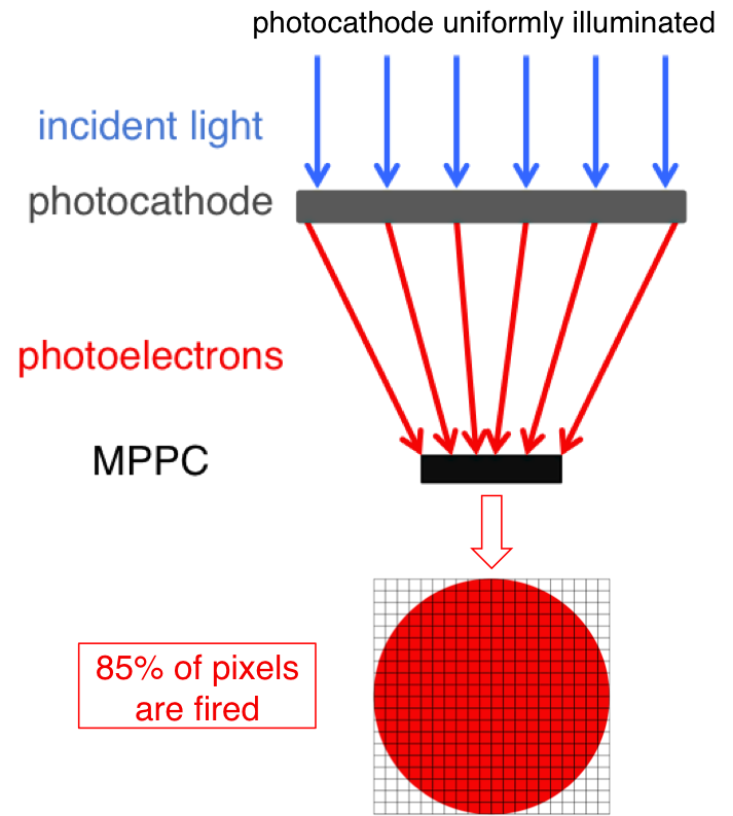 photocathode uniformly illuminated
incident light
photocathode
photoelectrons
MPPC
85% of pixels
are fired